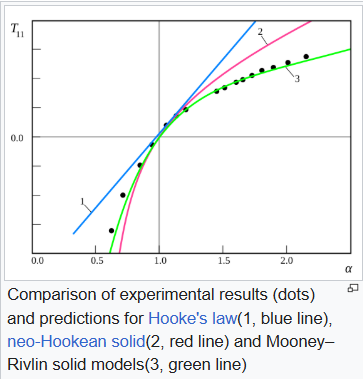 T11
2
3
0.0
1
0.0 0.5 1.0 1.5 2.0
α
Comparison of experimental results (dots)
and predictions for Hooke's law(1, blue line),
neo-Hookean solid(2, red line) and Mooney–
Rivlin solid models(3, green line)